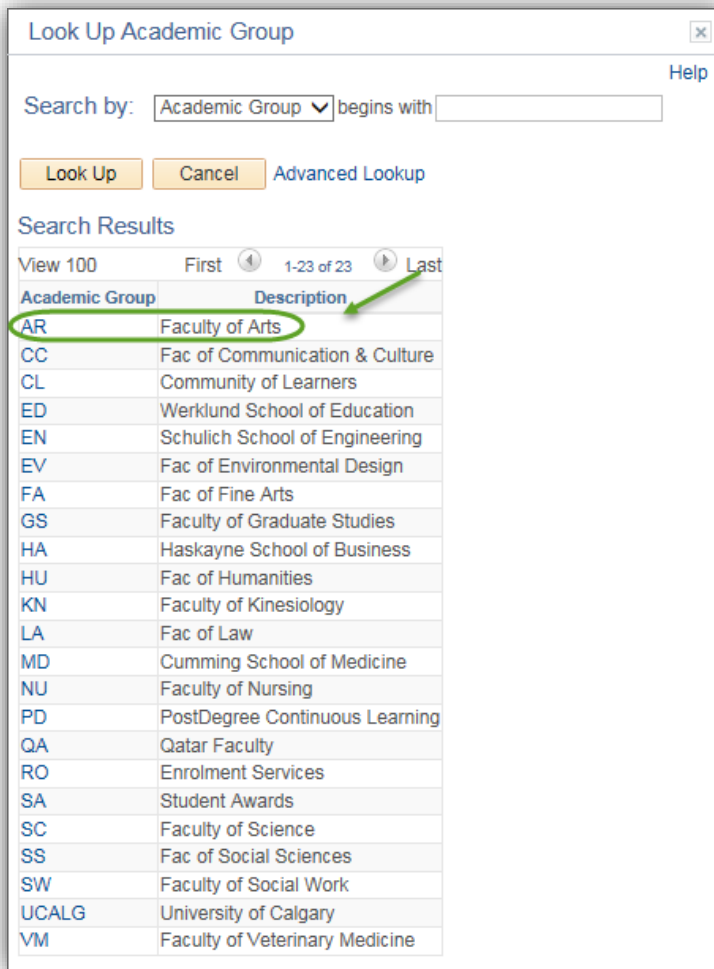 Look Up Academic Group
Help
Search by: Academic Group begins with
Look Up Cancel Advanced Lookup
Search Results
View 100 First 1-23 of 23 Last
Academic Group Description
AR Faculty of Arts
CC Fac of Communication & Culture
CL Community of Learners
ED Werklund School of Education
EN Schulich School of Engineering
EV Fac of Environmental Design
FA Fac of Fine Arts
GS Faculty of Graduate Studies
HA Haskayne School of Business
HU Fac of Humanities
KN Faculty of Kinesiology
LA Fac of Law
MD Cumming School of Medicine
NU Faculty of Nursing
PD PostDegree Continuous Learning
QA Qatar Faculty
RO Enrolment Services
SA Student Awards
SC Faculty of Science
SS Fac of Social Sciences
SW Faculty of Social Work
UCALG University of Calgary
VM Faculty of Veterinary Medicine